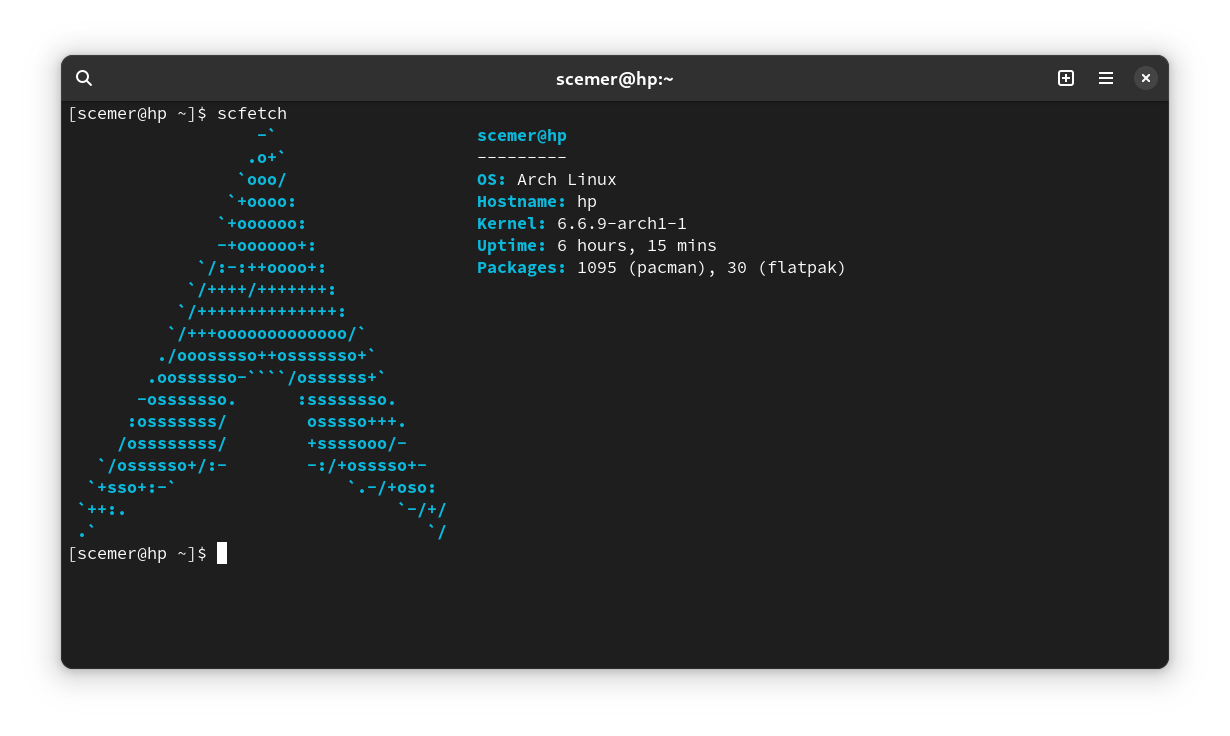 scemer@hp:~
[scemer@hp ~]$ scfetch
                   -`                    scemer@hp
                  .o+`                   ---------
                 `ooo/                   OS: Arch Linux
                `+oooo:                  Hostname: hp
               `+oooooo:                 Kernel: 6.6.9-arch1-1
               -+oooooo+:                Uptime: 6 hours, 15 mins
             `/:-:++oooo+:               Packages: 1095 (pacman), 30 (flatpak)
            `/++++/+++++++:
           `/++++++++++++++:
          `/+++ooooooooooooo/`
         ./ooosssso++osssssso+`
        .oossssso-````/ossssss+`
       -osssssso.      :ssssssso.
      :osssssss/        osssso+++.
     /ossssssss/        +ssssooo/-
   `/ossssso+/:-        -:/+osssso+-
  `+sso+:-`                 `.-/+oso:
 `++:.                           `-/+/
 .`                                 `/
[scemer@hp ~]$